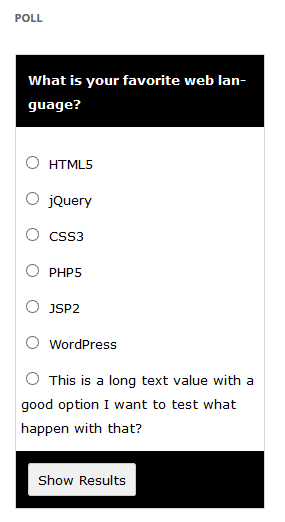 POLL
What is your favorite web lan-
guage?
HTML5
jQuery
CSS3
PHP5
JSP2
WordPress
This is a long text value with a
good option I want to test what
happen with that?
Show Results